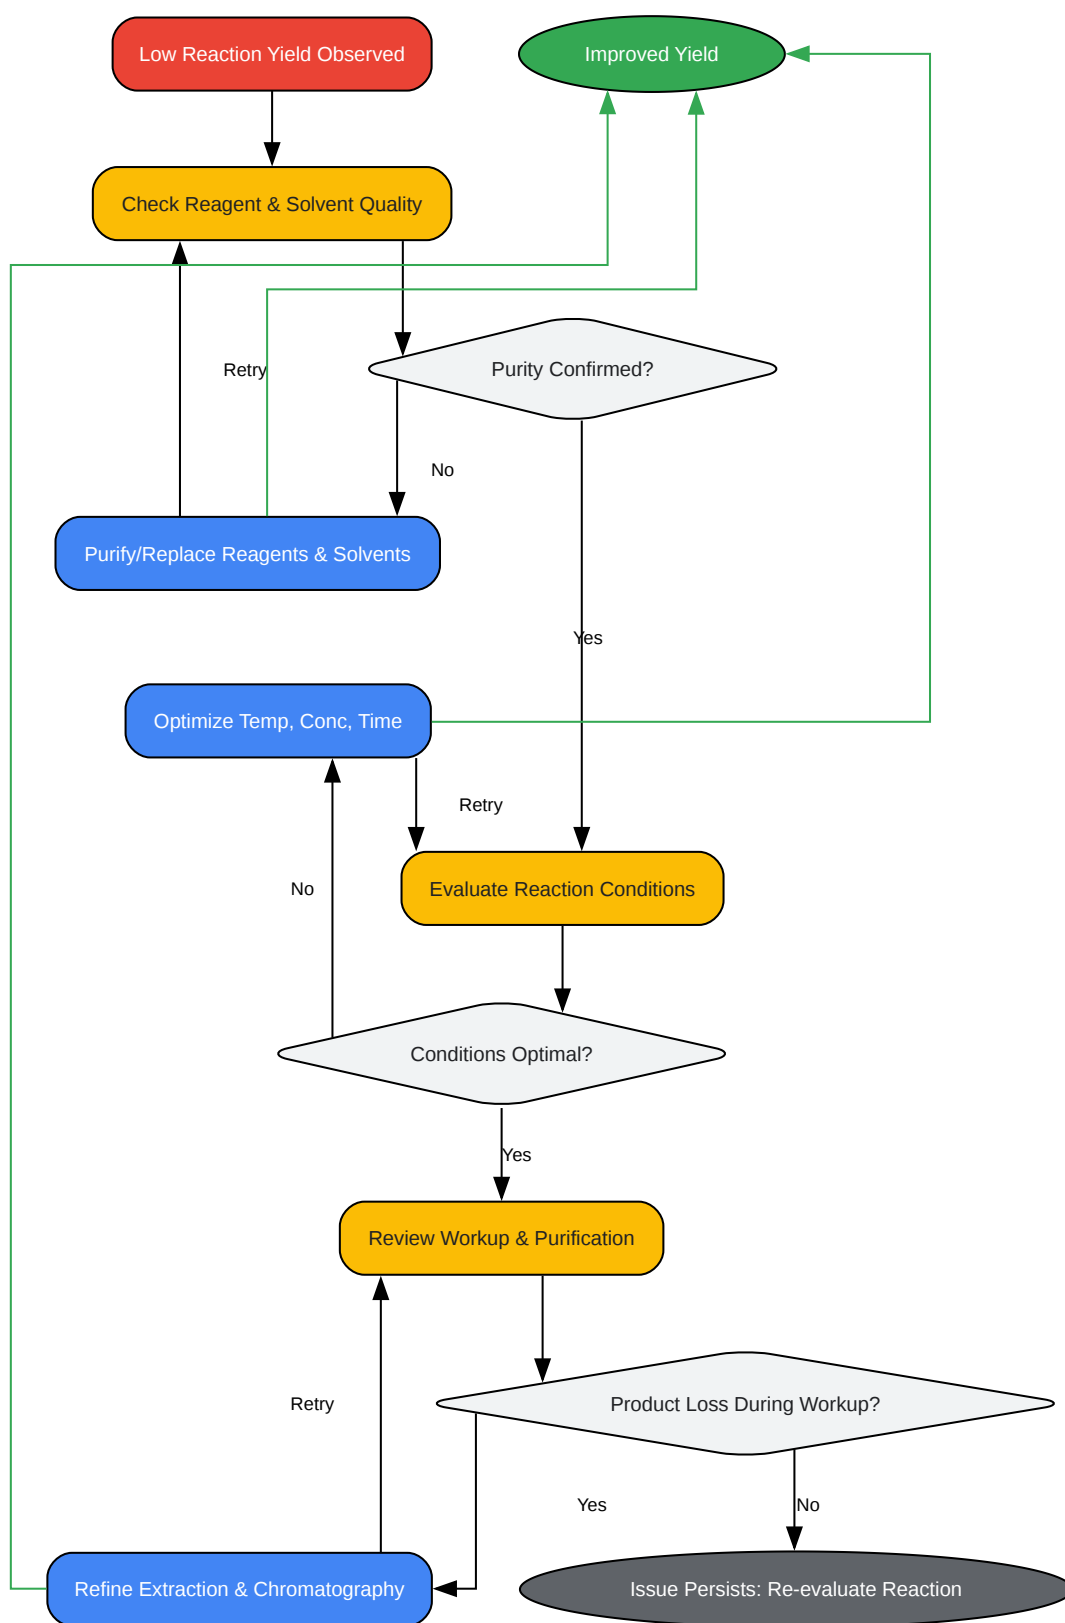 Low Reaction Yield Observed
Improved Yield
Check Reagent & Solvent Quality
Retry
Purity Confirmed?
No
Purify/Replace Reagents & Solvents
Yes
Optimize Temp, Conc, Time
Retry
No
Evaluate Reaction Conditions
Conditions Optimal?
Yes
Review Workup & Purification
Retry
Product Loss During Workup?
Yes
No
Refine Extraction & Chromatography
Issue Persists: Re-evaluate Reaction